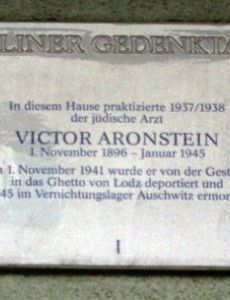 LINER GEDENKTA
In diesem Hause praktizierte 1937/1938
der jüdische Arzt
VICTOR ARONSTEIN
1. November 1896 – Januar 1945
1. November 1941 wurde er von der Gest
in das Ghetto von Lodz deportiert und
45 im Vernichtungslager Auschwitz ermor